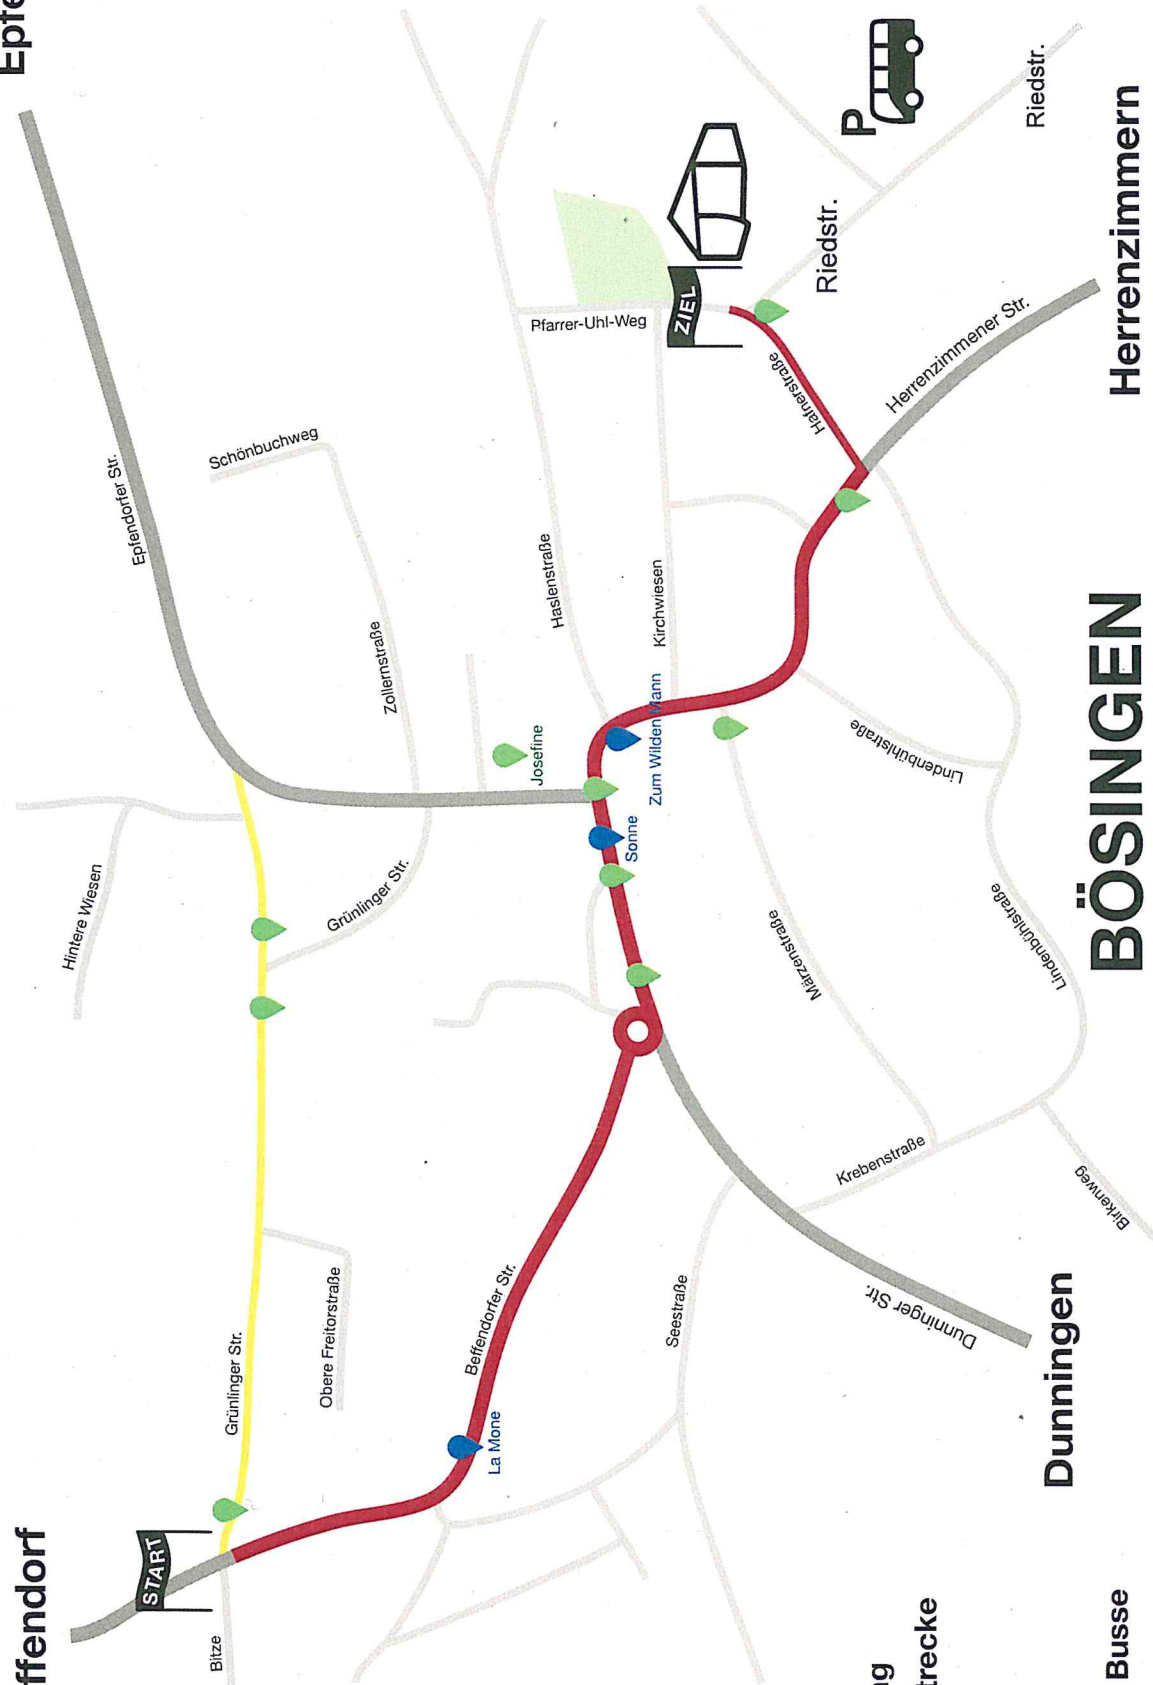 ffendorf
Epfe
START
Bitze
Grünlinger Str.
Hintere Wiesen
Epfendorfer Str.
Obere Freitorstraße
Grünlinger Str.
Schönbuchweg
Zollernstraße
Beffendorfer Str.
La Mone
Josefine
Haslenstraße
Pfarrer-Uhl-Weg
Sonne
Zum Wilden Mann
Kirchwiesen
ZIEL
Seestraße
Märzenstraße
Hafnerstraße
Riedstr.
P
Krebenstraße
Lindenbühlstraße
Herrenzimmener Str.
Dunninger Str.
Lindenbühlstraße
Riedstr.
Birkenweg
Dunningen
BÖSINGEN
Herrenzimmern
ng
trecke
Busse